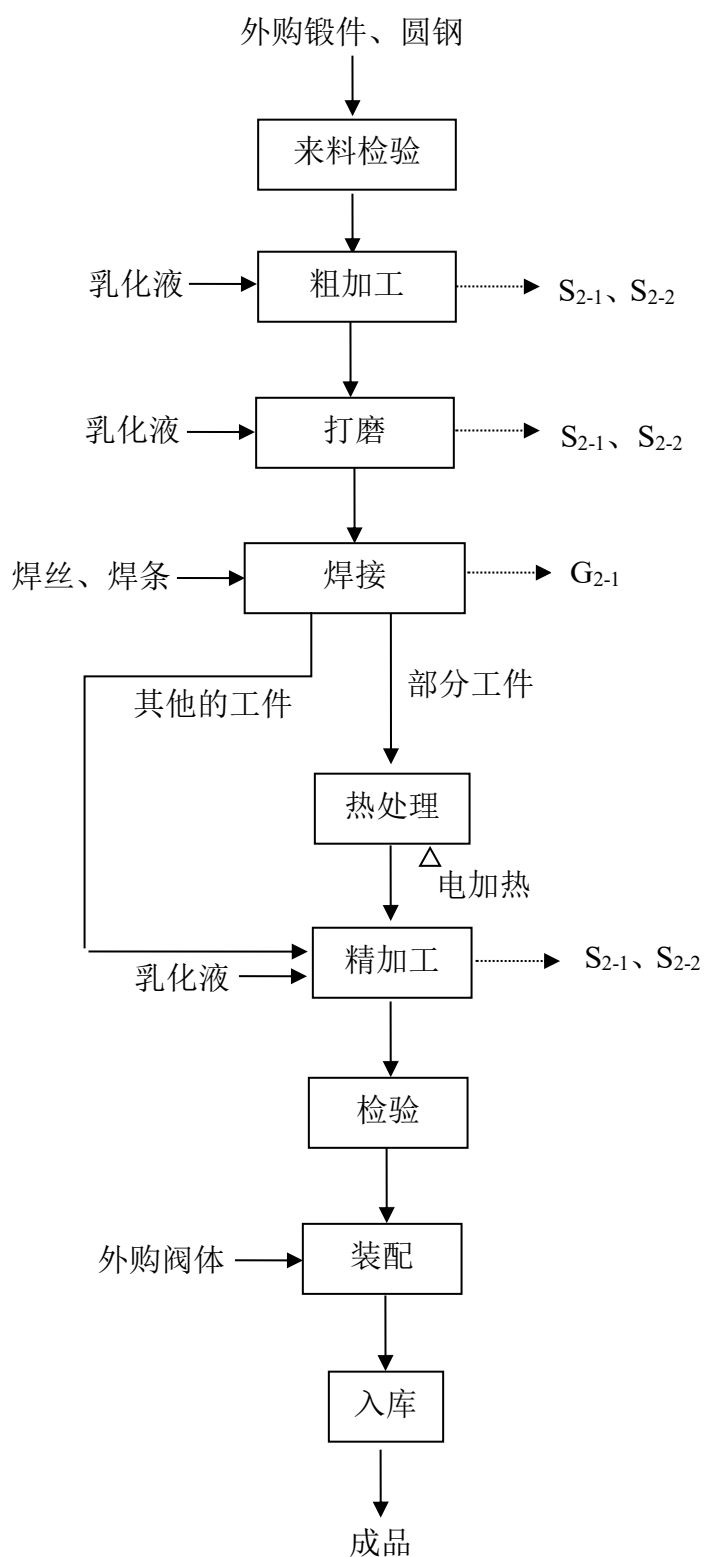 外购锻件、圆钢
来料检验
乳化液
粗加工
S2-1、S2-2
乳化液
打磨
S2-1、S2-2
焊丝、焊条
焊接
G2-1
其他的工件
部分工件
热处理
电加热
乳化液
精加工
S2-1、S2-2
检验
外购阀体
装配
入库
成品